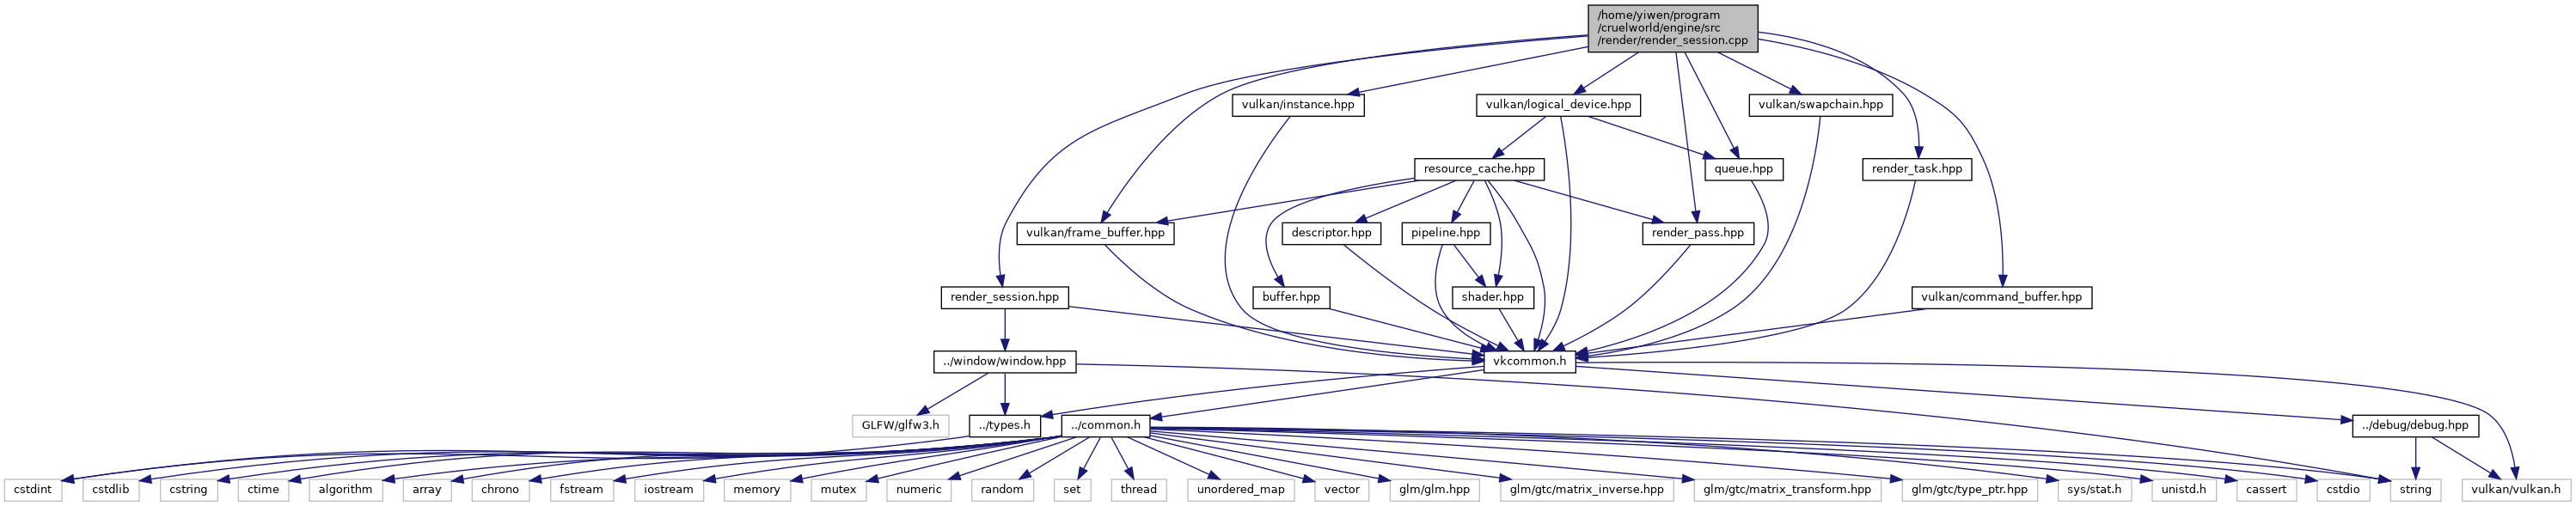 /home/yiwen/program
/cruelworld/engine/src
/render/render_session.cpp
vulkan/instance.hpp
vulkan/logical_device.hpp
vulkan/swapchain.hpp
resource_cache.hpp
queue.hpp
render_task.hpp
vulkan/frame_buffer.hpp
descriptor.hpp
pipeline.hpp
render_pass.hpp
render_session.hpp
buffer.hpp
shader.hpp
vulkan/command_buffer.hpp
../window/window.hpp
vkcommon.h
GLFW/glfw3.h
../types.h
../common.h
../debug/debug.hpp
cstdint
cstdlib
cstring
ctime
algorithm
array
chrono
fstream
iostream
memory
mutex
numeric
random
set
thread
unordered_map
vector
glm/glm.hpp
glm/gtc/matrix_inverse.hpp
glm/gtc/matrix_transform.hpp
glm/gtc/type_ptr.hpp
sys/stat.h
unistd.h
cassert
cstdio
string
vulkan/vulkan.h